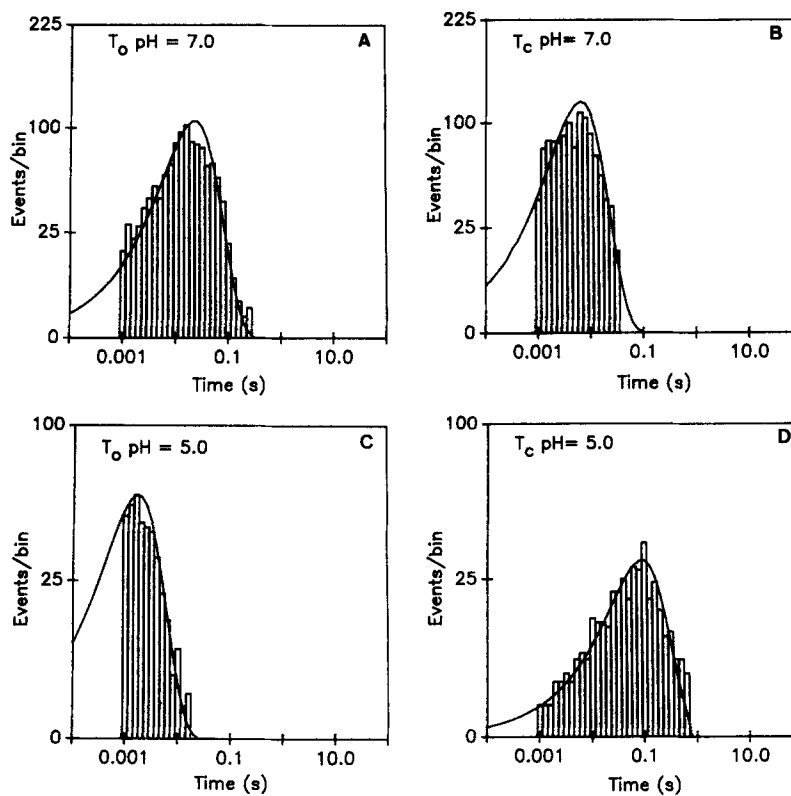 225
T_o pH = 7.0
A
100
Events/bin
25
0
0.001
0.1
10.0
Time (s)
225
T_c pH= 7.0
B
100
Events/bin
25
0
0.001
0.1
10.0
Time (s)
100
T_o pH = 5.0
C
Events/bin
25
0
0.001
0.1
10.0
Time (s)
100
T_c pH= 5.0
D
Events/bin
25
0
0.001
0.1
10.0
Time (s)